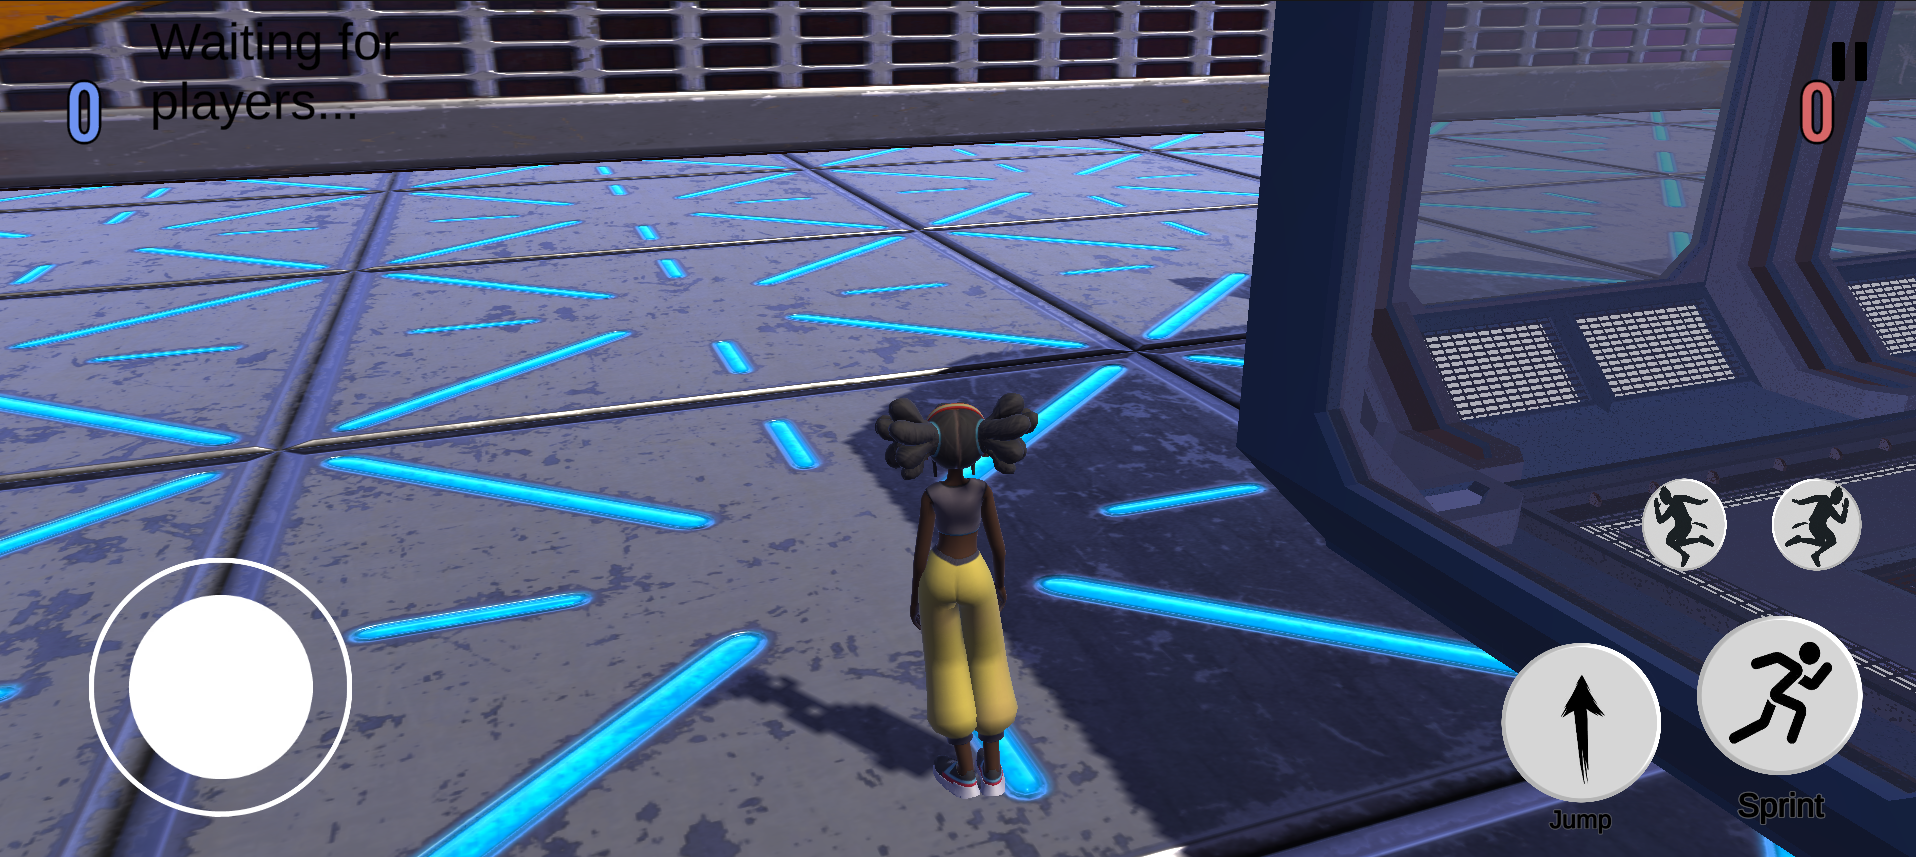 Waiting for
players...
0
0
Jump
Sprint